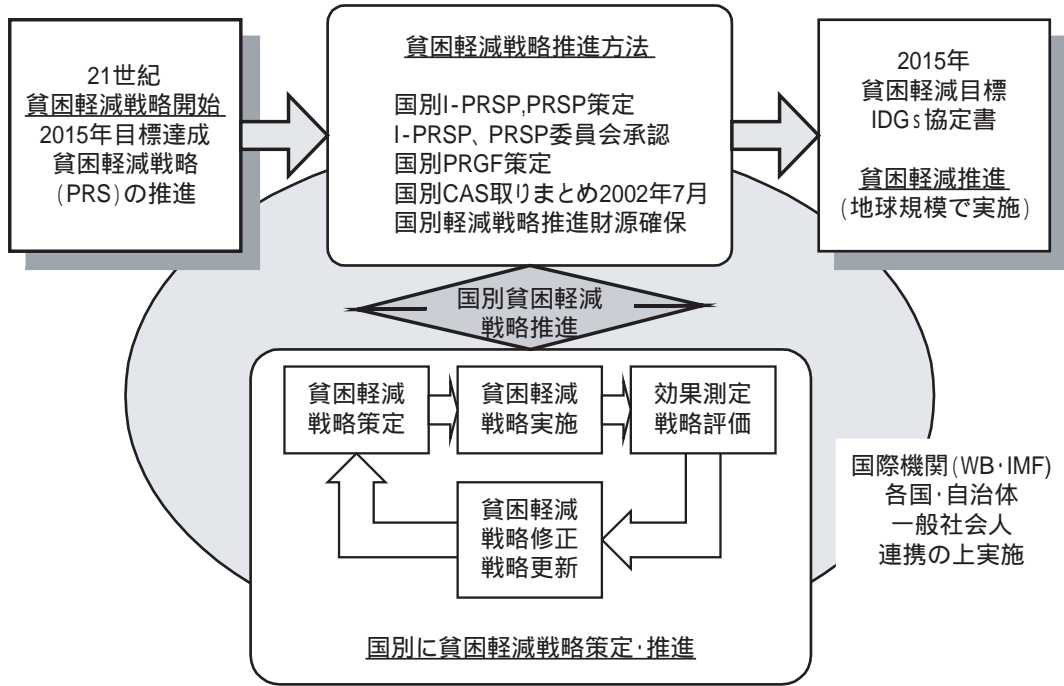 21世紀
貧困軽減戦略開始
2015年目標達成
貧困軽減戦略
(PRS)の推進
貧困軽減戦略推進方法
国別I-PRSP,PRSP策定
I-PRSP、PRSP委員会承認
国別PRGF策定
国別CAS取りまとめ2002年7月
国別軽減戦略推進財源確保
2015年
貧困軽減目標
IDGs協定書
貧困軽減推進
(地球規模で実施)
国別貧困軽減
戦略推進
貧困軽減
戦略策定
貧困軽減
戦略実施
効果測定
戦略評価
貧困軽減
戦略修正
戦略更新
国別に貧困軽減戦略策定·推進
国際機関(WB·IMF)
各国·自治体
一般社会人
連携の上実施